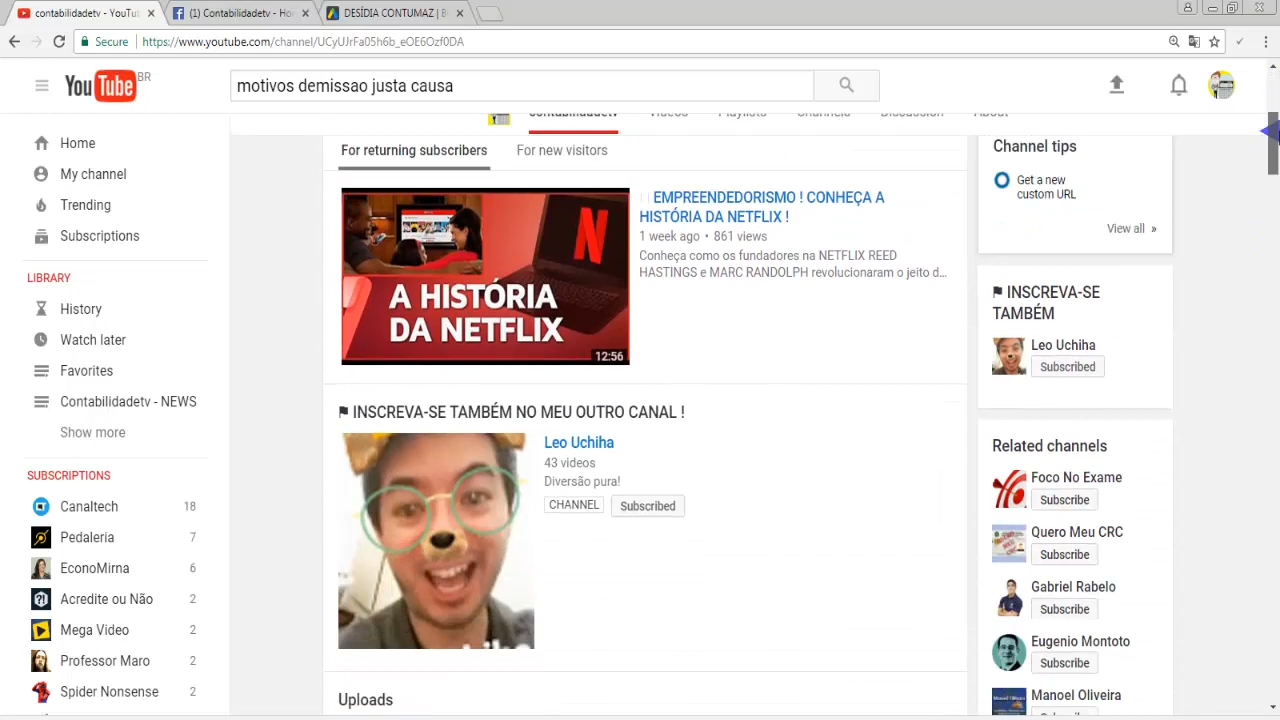 contabilidadetv - YouTu
(1) Contabilidadetv - Ho
DESÍDIA CONTUMAZ | B
Secure
https://www.youtube.com/channel/UCyUJrFa05h6b_eOE6Ozf0DA
YouTube BR
motivos demissao justa causa
contabilidadetv Videos Playlists Channels Discussion About
Home
My channel
Trending
Subscriptions
LIBRARY
History
Watch later
Favorites
Contabilidadetv - NEWS
Show more
SUBSCRIPTIONS
Canaltech 18
Pedaleria 7
EconoMirna 6
Acredite ou Não 2
Mega Video 2
Professor Maro 2
Spider Nonsense 2
For returning subscribers
For new visitors
A HISTÓRIA
DA NETFLIX
N
12:56
EMPREENDEDORISMO ! CONHEÇA A
HISTÓRIA DA NETFLIX !
1 week ago • 861 views
Conheça como os fundadores na NETFLIX REED
HASTINGS e MARC RANDOLPH revolucionaram o jeito d...
INSCREVA-SE TAMBÉM NO MEU OUTRO CANAL !
Leo Uchiha
43 videos
Diversão pura!
CHANNEL
Subscribed
Uploads
Channel tips
Get a new
custom URL
View all »
INSCREVA-SE
TAMBÉM
Leo Uchiha
Subscribed
Related channels
Foco No Exame
Subscribe
Quero Meu CRC
Subscribe
Gabriel Rabelo
Subscribe
Eugenio Montoto
Subscribe
Manoel Oliveira